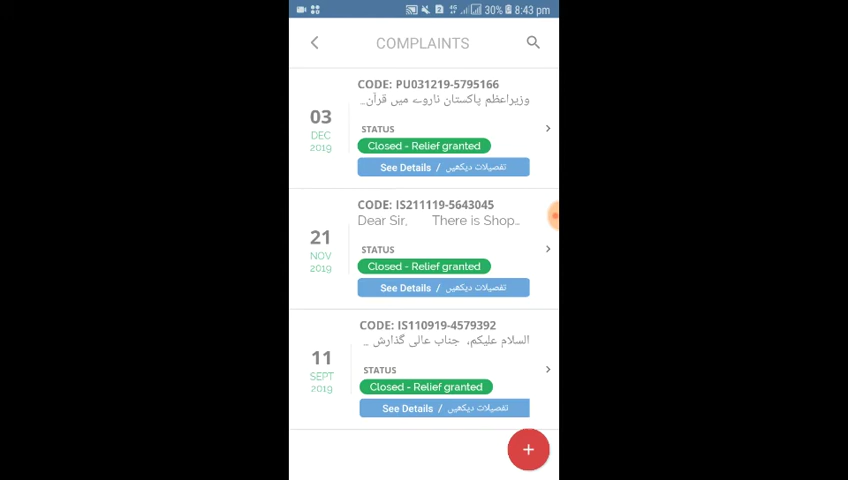 4G 30% 8:43 pm
COMPLAINTS
CODE: PU031219-5795166
وزیراعظم پاکستان ناروے میں قرآن...
03
DEC
2019
STATUS
Closed - Relief granted
See Details / تفصیلات دیکھیں
CODE: IS211119-5643045
Dear Sir, There is Shop...
21
NOV
2019
STATUS
Closed - Relief granted
See Details / تفصیلات دیکھیں
CODE: IS110919-4579392
السلام علیکم، جناب عالی گذارش ...
11
SEPT
2019
STATUS
Closed - Relief granted
See Details / تفصیلات دیکھیں
+